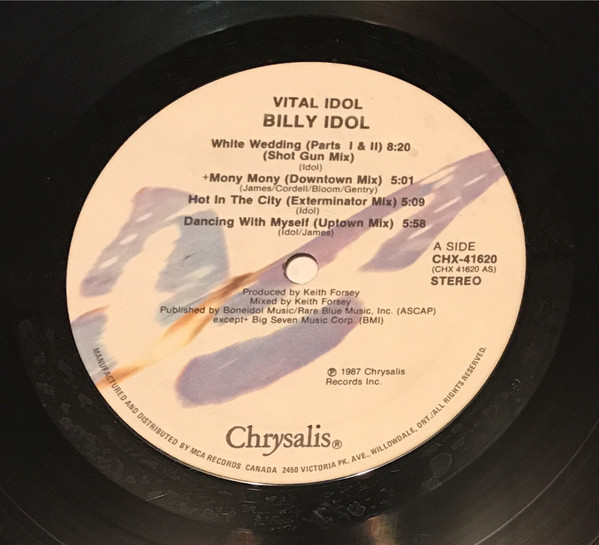 VITAL IDOL
BILLY IDOL
White Wedding (Parts I & II) 8:20
(Shot Gun Mix)
(Idol)
+Mony Mony (Downtown Mix) 5:01
(James/Cordell/Bloom/Gentry)
Hot In The City (Exterminator Mix) 5:09
(Idol)
Dancing With Myself (Uptown Mix) 5:58
(Idol/James)
A SIDE
CHX-41620
(CHX 41620 AS)
STEREO
Produced by Keith Forsey
Mixed by Keith Forsey
Published by Boneidol Music/Rare Blue Music, Inc. (ASCAP)
except+ Big Seven Music Corp. (BMI)
℗ 1987 Chrysalis
Records Inc.
Chrysalis®
MANUFACTURED AND DISTRIBUTED BY MCA RECORDS CANADA 2450 VICTORIA PK. AVE., WILLOWDALE, ONT./ALL RIGHTS RESERVED.